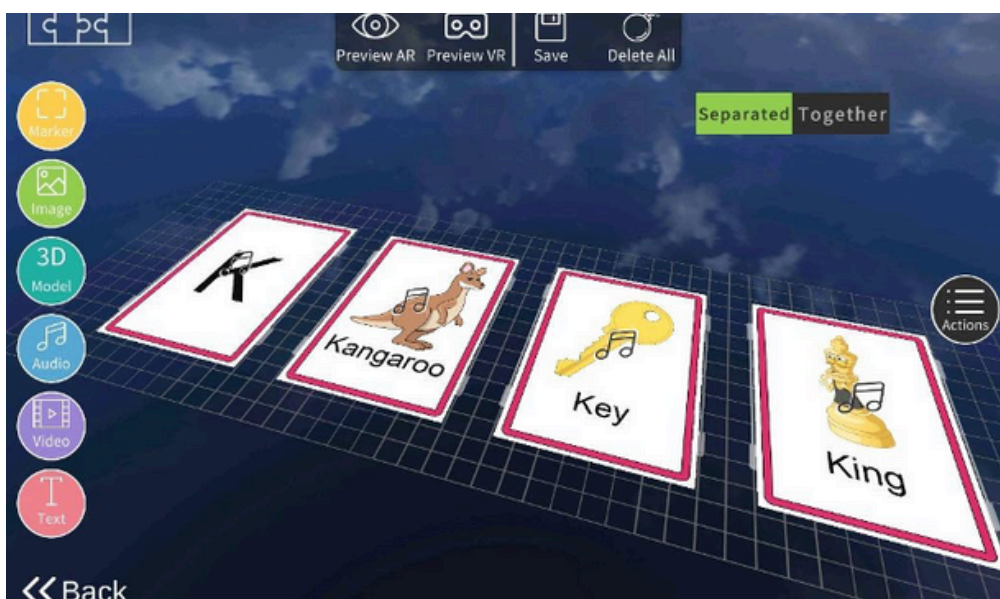 Preview AR Preview VR Save Delete All
Separated Together
Marker
Image
3D
Model
Audio
Video
T
Text
Actions
K
Kangaroo
Key
King
Back